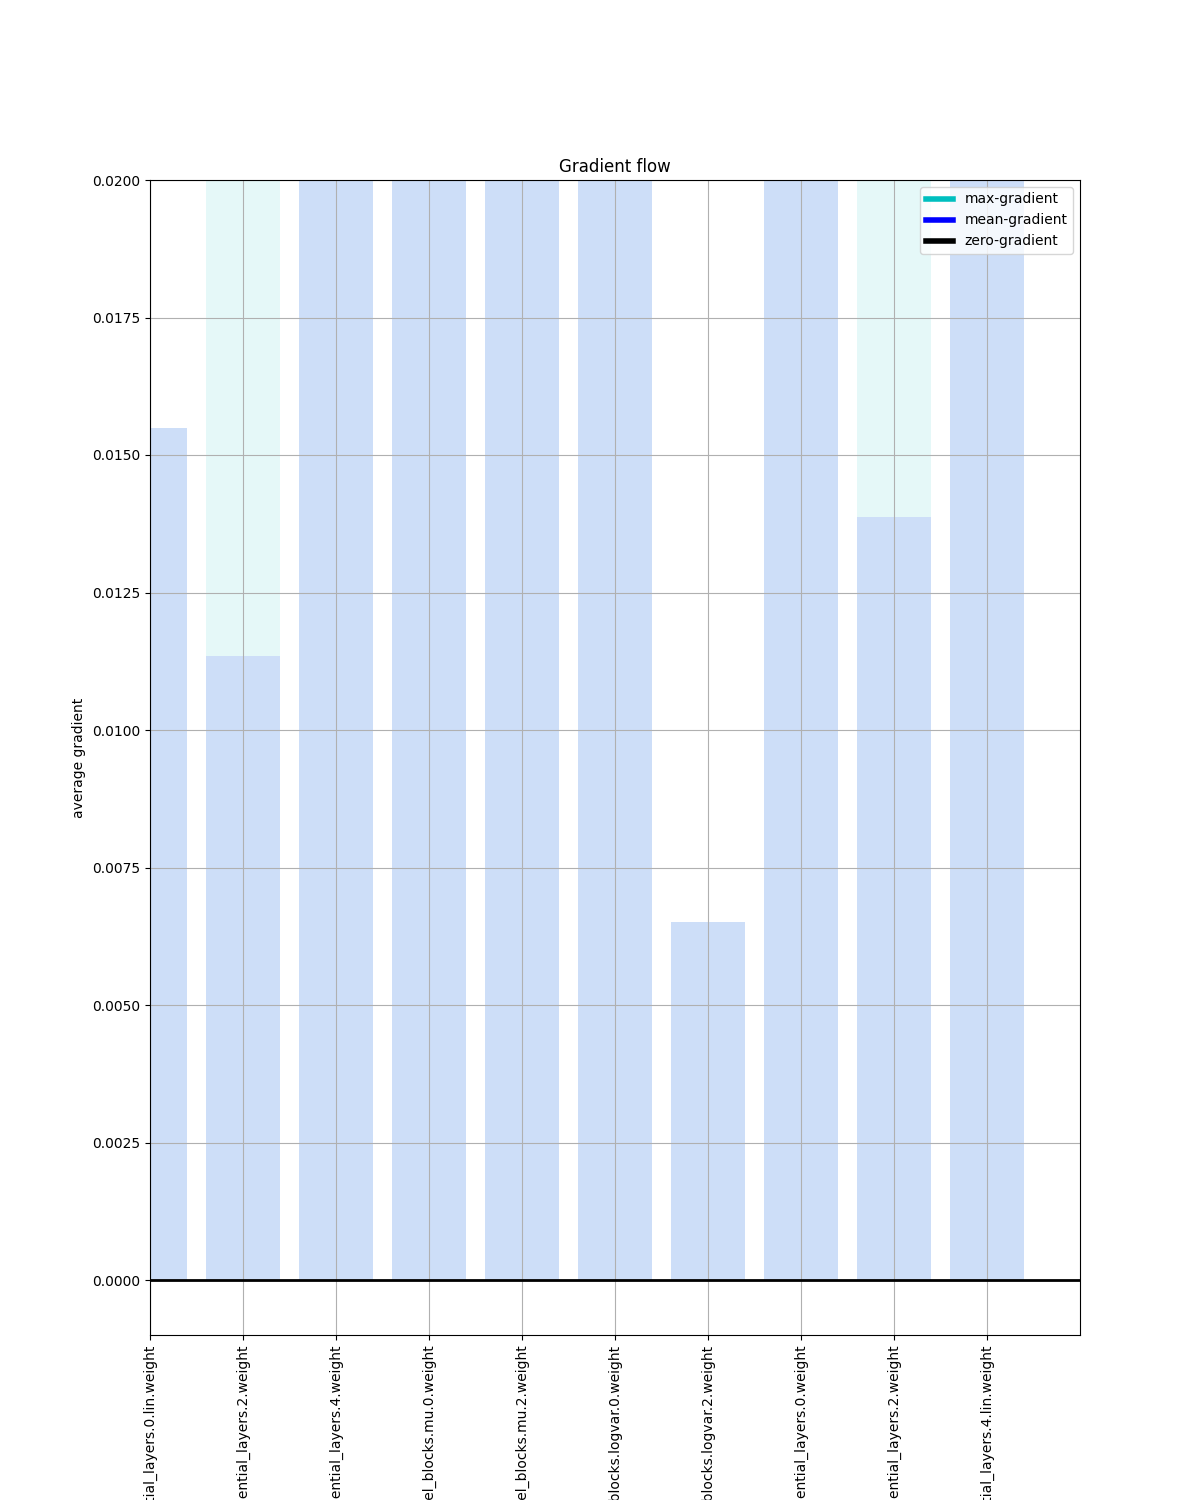 Gradient flow
max-gradient
mean-gradient
zero-gradient
0.0200
0.0175
0.0150
0.0125
0.0100
0.0075
0.0050
0.0025
0.0000
average gradient
tial_layers.0.lin.weight
ential_layers.2.weight
ential_layers.4.weight
el_blocks.mu.0.weight
el_blocks.mu.2.weight
blocks.logvar.0.weight
blocks.logvar.2.weight
ential_layers.0.weight
ential_layers.2.weight
tial_layers.4.lin.weight